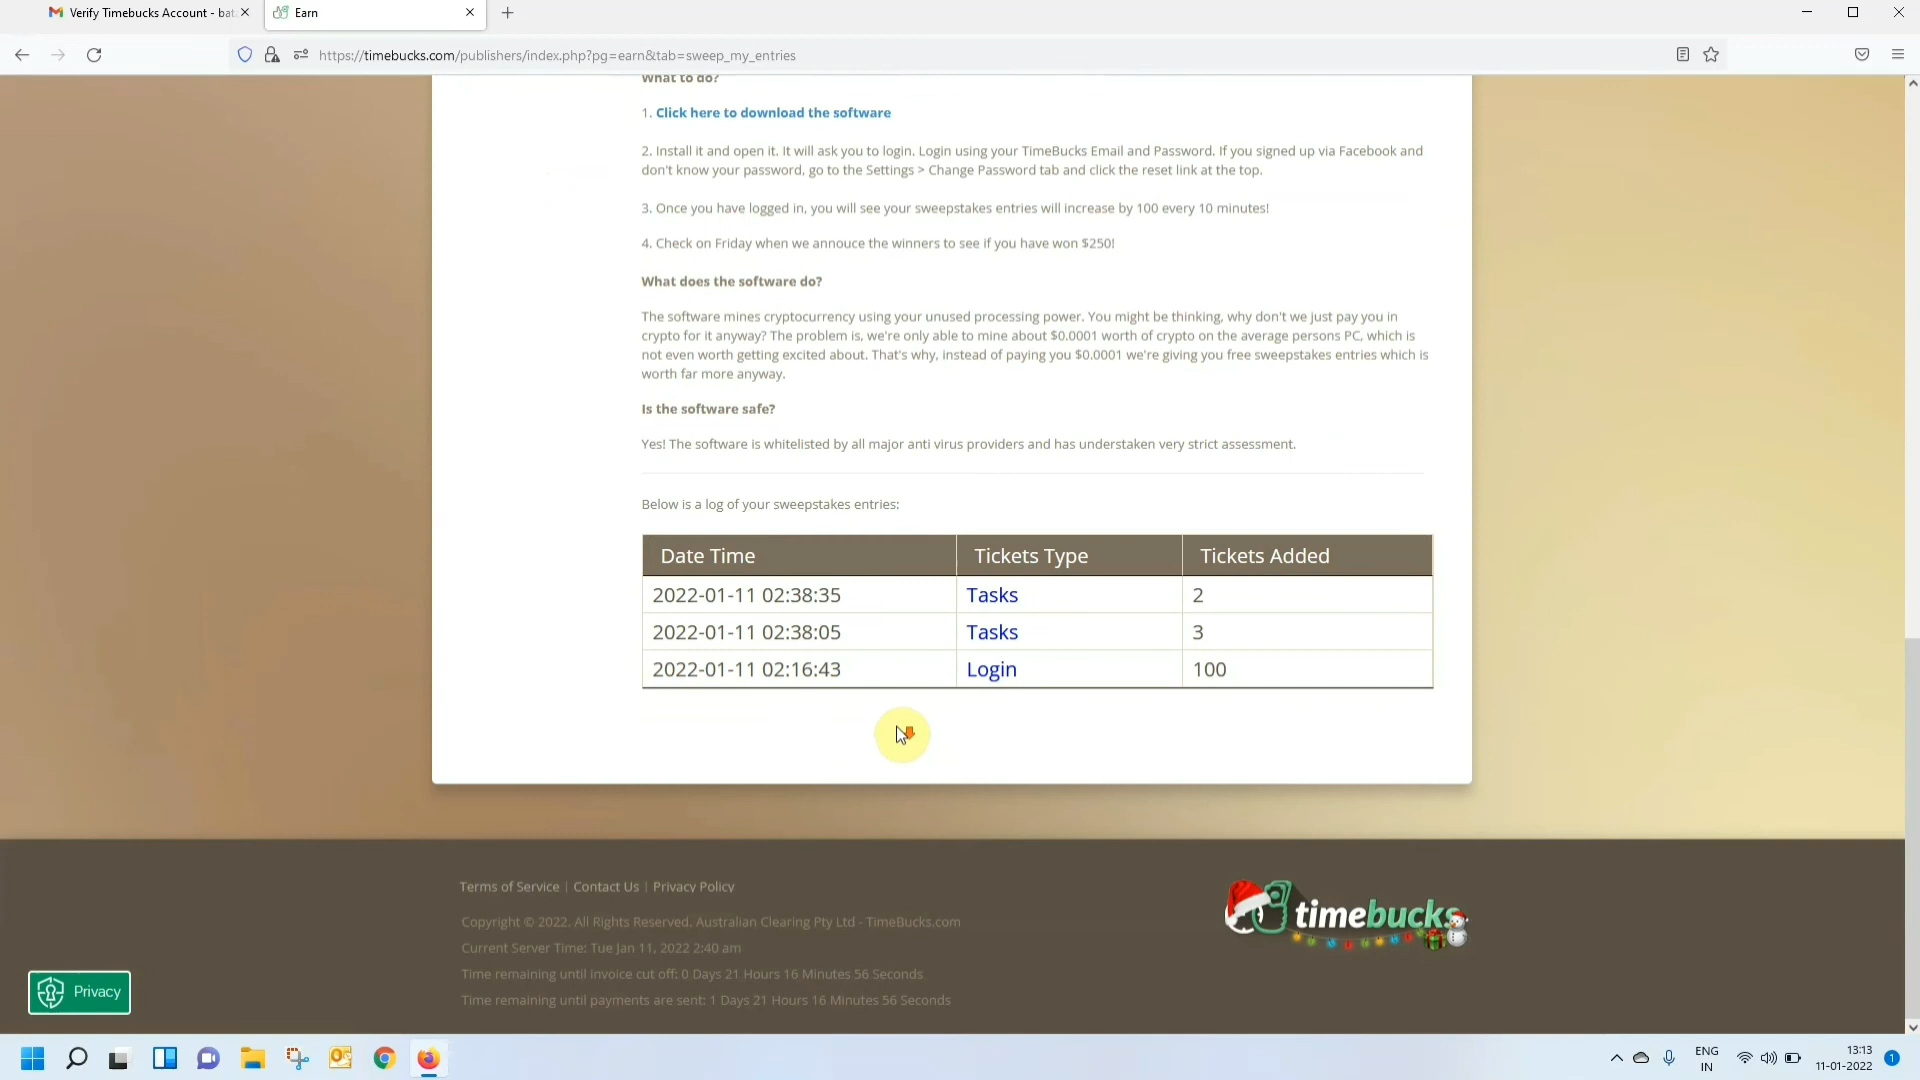 Verify Timebucks Account - bat
Earn
https://timebucks.com/publishers/index.php?pg=earn&tab=sweep_my_entries
What to do?
1. Click here to download the software
2. Install it and open it. It will ask you to login. Login using your TimeBucks Email and Password. If you signed up via Facebook and
don't know your password, go to the Settings > Change Password tab and click the reset link at the top.
3. Once you have logged in, you will see your sweepstakes entries will increase by 100 every 10 minutes!
4. Check on Friday when we annouce the winners to see if you have won $250!
What does the software do?
The software mines cryptocurrency using your unused processing power. You might be thinking, why don't we just pay you in
crypto for it anyway? The problem is, we're only able to mine about $0.0001 worth of crypto on the average persons PC, which is
not even worth getting excited about. That's why, instead of paying you $0.0001 we're giving you free sweepstakes entries which is
worth far more anyway.
Is the software safe?
Yes! The software is whitelisted by all major anti virus providers and has understaken very strict assessment.
Below is a log of your sweepstakes entries:
Date Time Tickets Type Tickets Added
2022-01-11 02:38:35 Tasks 2
2022-01-11 02:38:05 Tasks 3
2022-01-11 02:16:43 Login 100
Terms of Service | Contact Us | Privacy Policy
Copyright © 2022. All Rights Reserved. Australian Clearing Pty Ltd - TimeBucks.com
Current Server Time: Tue Jan 11, 2022 2:40 am
Time remaining until invoice cut off: 0 Days 21 Hours 16 Minutes 56 Seconds
Time remaining until payments are sent: 1 Days 21 Hours 16 Minutes 56 Seconds
timebucks
Privacy
ENG
IN
13:13
11-01-2022
1